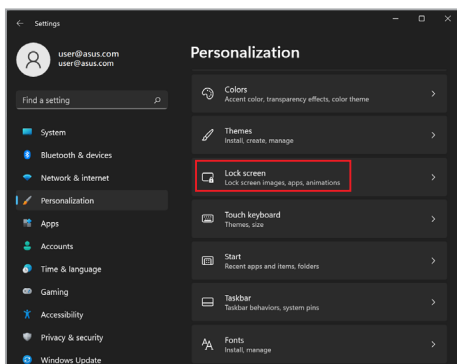 Settings
user@asus.com
user@asus.com
Find a setting
System
Bluetooth & devices
Network & internet
Personalization
Apps
Accounts
Time & language
Gaming
Accessibility
Privacy & security
Windows Update
Personalization
Colors
Accent color, transparency effects, color theme
Themes
Install, create, manage
Lock screen
Lock screen images, apps, animations
Touch keyboard
Themes, size
Start
Recent apps and items, folders
Taskbar
Taskbar behaviors, system pins
Fonts
Install, manage